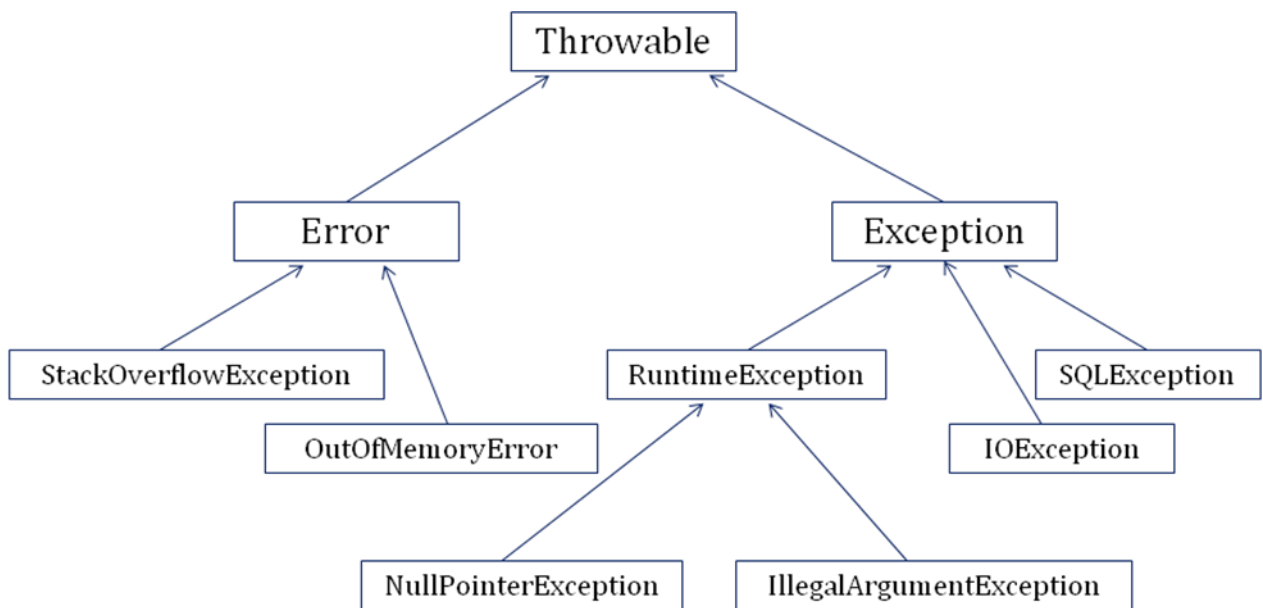 Throwable
Error
Exception
StackOverflowException
RuntimeException
SQLException
OutOfMemoryError
IOException
NullPointerException
IllegalArgumentException